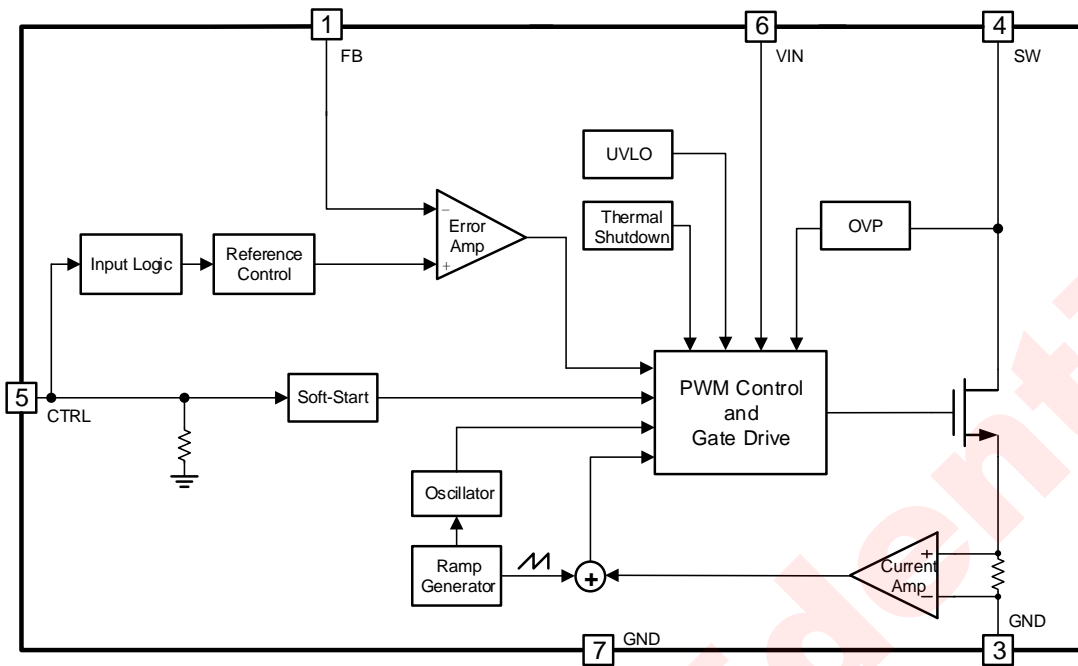 1
FB
6
VIN
4
SW
UVLO
Thermal
Shutdown
OVP
−
Error
Amp
+
Input Logic
Reference
Control
PWM Control
and
Gate Drive
5
CTRL
Soft-Start
Oscillator
Ramp
Generator
+
+
Current
Amp
−
7
GND
GND
3